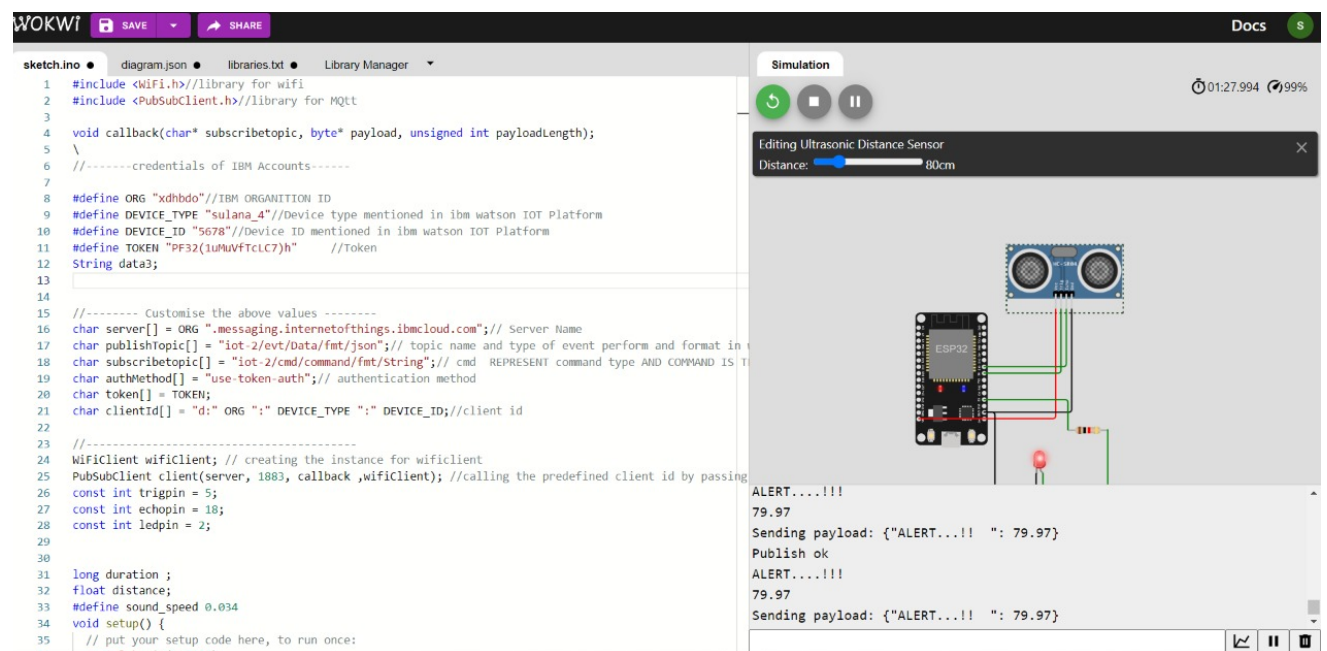 WOKWi SAVE SHARE Docs S
sketch.ino diagram.json libraries.txt Library Manager
1 #include <WiFi.h>//library for wifi
2 #include <PubSubClient.h>//library for MQtt
3
4 void callback(char* subscribetopic, byte* payload, unsigned int payloadLength);
5 \
6 //-------credentials of IBM Accounts------
7
8 #define ORG "xdhbdo"//IBM ORGANITION ID
9 #define DEVICE_TYPE "sulana_4"//Device type mentioned in ibm watson IOT Platform
10 #define DEVICE_ID "5678"//Device ID mentioned in ibm watson IOT Platform
11 #define TOKEN "PF32(1uMuVfTcLC7)h" //Token
12 String data3;
13
14
15 //-------- Customise the above values --------
16 char server[] = ORG ".messaging.internetofthings.ibmcloud.com";// Server Name
17 char publishTopic[] = "iot-2/evt/Data/fmt/json";// topic name and type of event perform and format in
18 char subscribetopic[] = "iot-2/cmd/command/fmt/String";// cmd REPRESENT command type AND COMMAND IS
19 char authMethod[] = "use-token-auth";// authentication method
20 char token[] = TOKEN;
21 char clientId[] = "d:" ORG ":" DEVICE_TYPE ":" DEVICE_ID;//client id
22
23 //-----------------------------------------
24 WiFiClient wifiClient; // creating the instance for wificlient
25 PubSubClient client(server, 1883, callback ,wifiClient); //calling the predefined client id by passing
26 const int trigpin = 5;
27 const int echopin = 18;
28 const int ledpin = 2;
29
30
31 long duration ;
32 float distance;
33 #define sound_speed 0.034
34 void setup() {
35 // put your setup code here, to run once:
Simulation
01:27.994 99%
Editing Ultrasonic Distance Sensor
Distance: 80cm
HC-SR04
ESP32
ALERT....!!!
79.97
Sending payload: {"ALERT...!! ": 79.97}
Publish ok
ALERT....!!!
79.97
Sending payload: {"ALERT...!! ": 79.97}